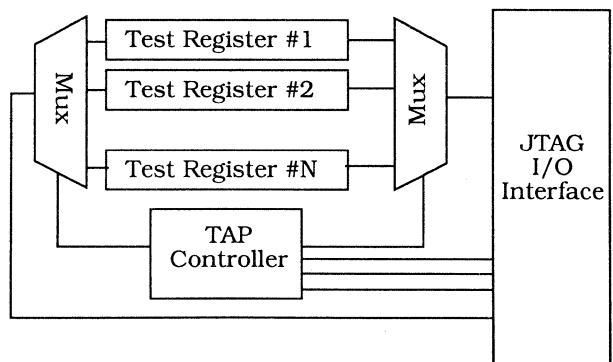 Test Register #1
Test Register #2
Test Register #N
Mux
Mux
TAP
Controller
JTAG
I/O
Interface